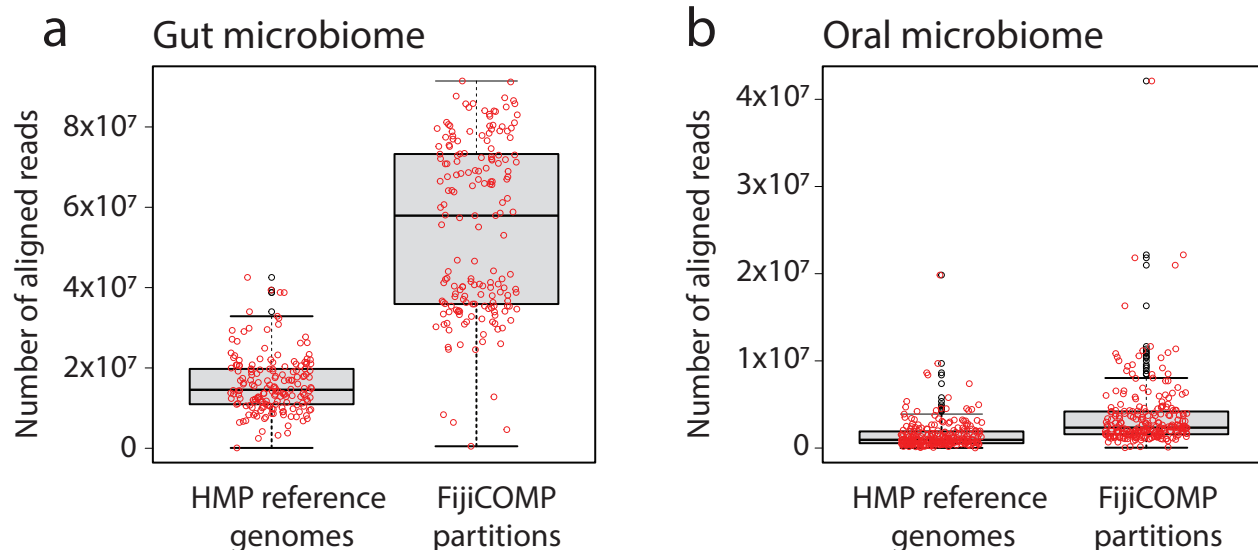 a Gut microbiome
Number of aligned reads
8x10⁷
6x10⁷
4x10⁷
2x10⁷
0
HMP reference
genomes
FijiCOMP
partitions
b Oral microbiome
Number of aligned reads
4x10⁷
3x10⁷
2x10⁷
1x10⁷
0
HMP reference
genomes
FijiCOMP
partitions